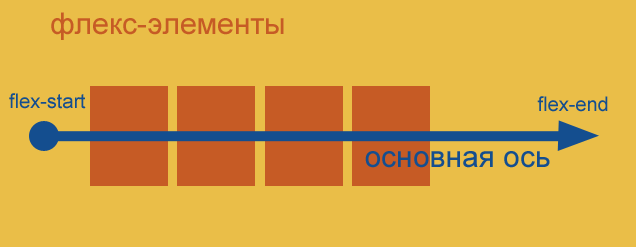 флекс-элементы
flex-start
flex-end
основная ось